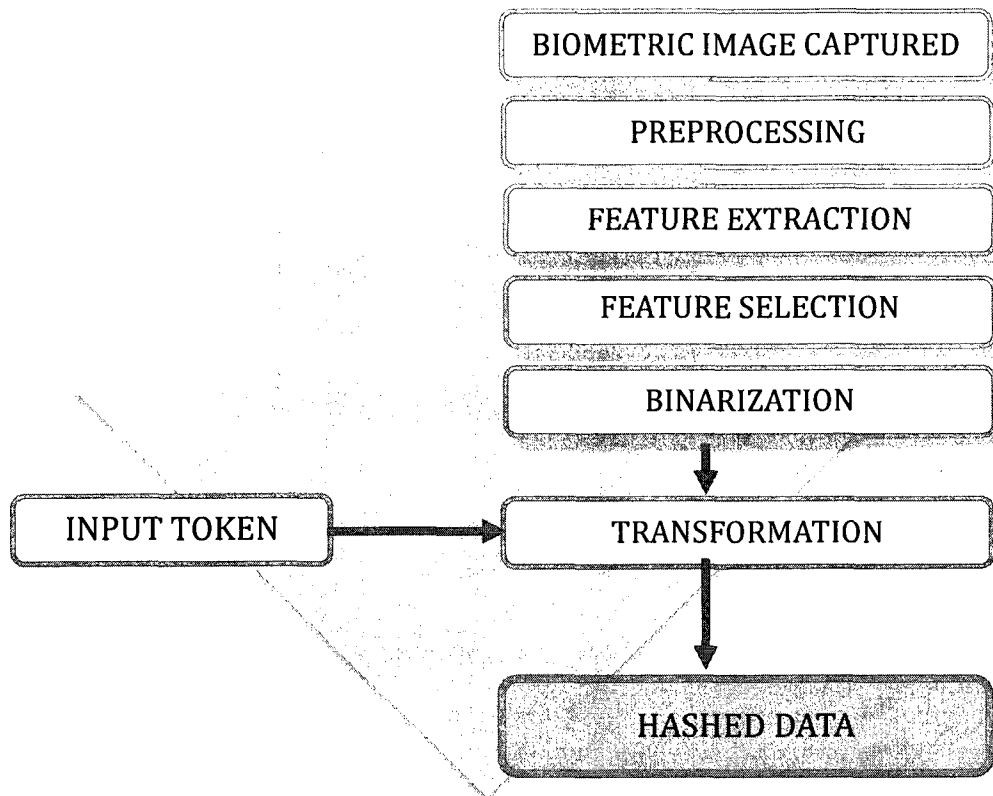 BIOMETRIC IMAGE CAPTURED
PREPROCESSING
FEATURE EXTRACTION
FEATURE SELECTION
BINARIZATION
INPUT TOKEN
TRANSFORMATION
HASHED DATA